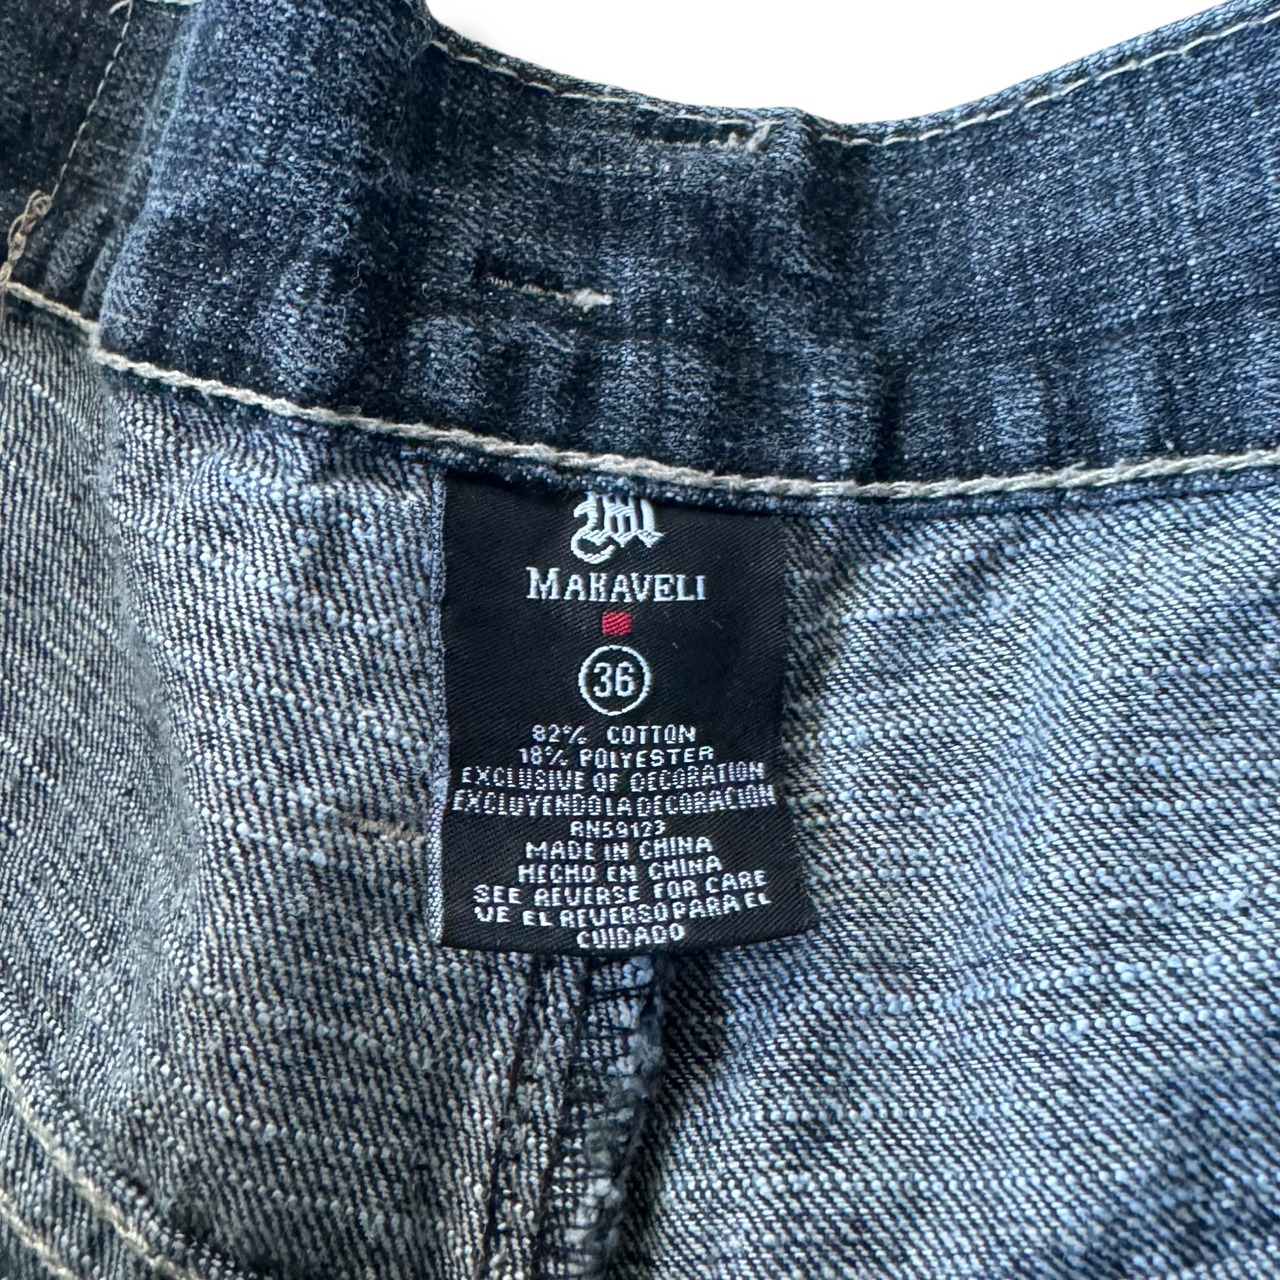 M
MAKAVELI
36
82% COTTON
18% POLYESTER
EXCLUSIVE OF DECORATION
EXCLUYENDO LA DECORACION
RN59123
MADE IN CHINA
HECHO EN CHINA
SEE REVERSE FOR CARE
VE EL REVERSO PARA EL
CUIDADO